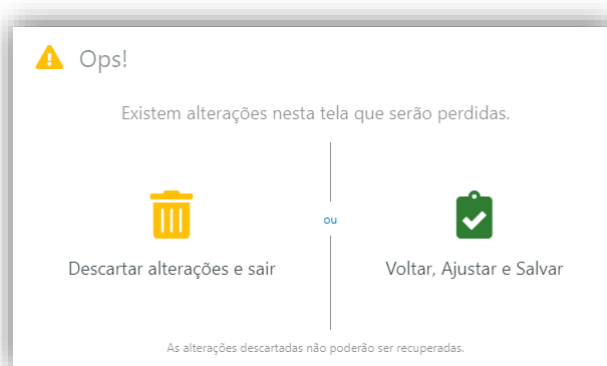 Ops!
Existem alterações nesta tela que serão perdidas.
ou
Descartar alterações e sair
Voltar, Ajustar e Salvar
As alterações descartadas não poderão ser recuperadas.